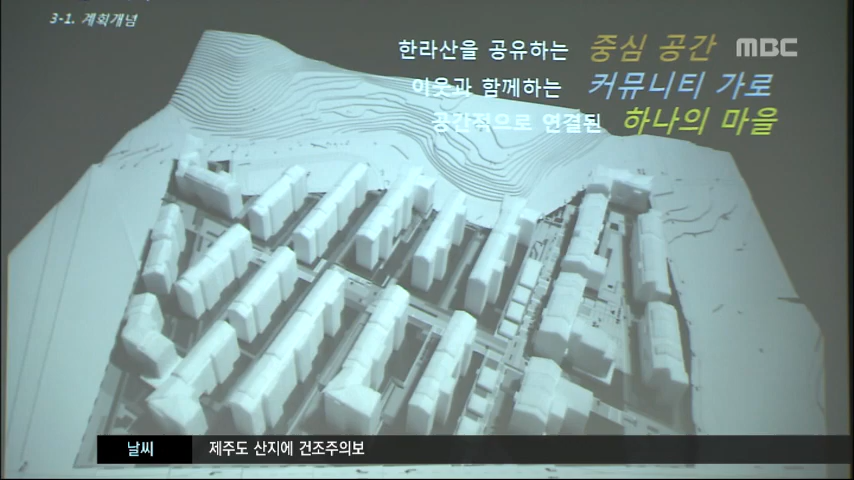 3-1. 계획개념
한라산을 공유하는 중심 공간
MBC
이웃과 함께하는 커뮤니티 가로
공간적으로 연결된 하나의 마을
날씨 제주도 산지에 건조주의보